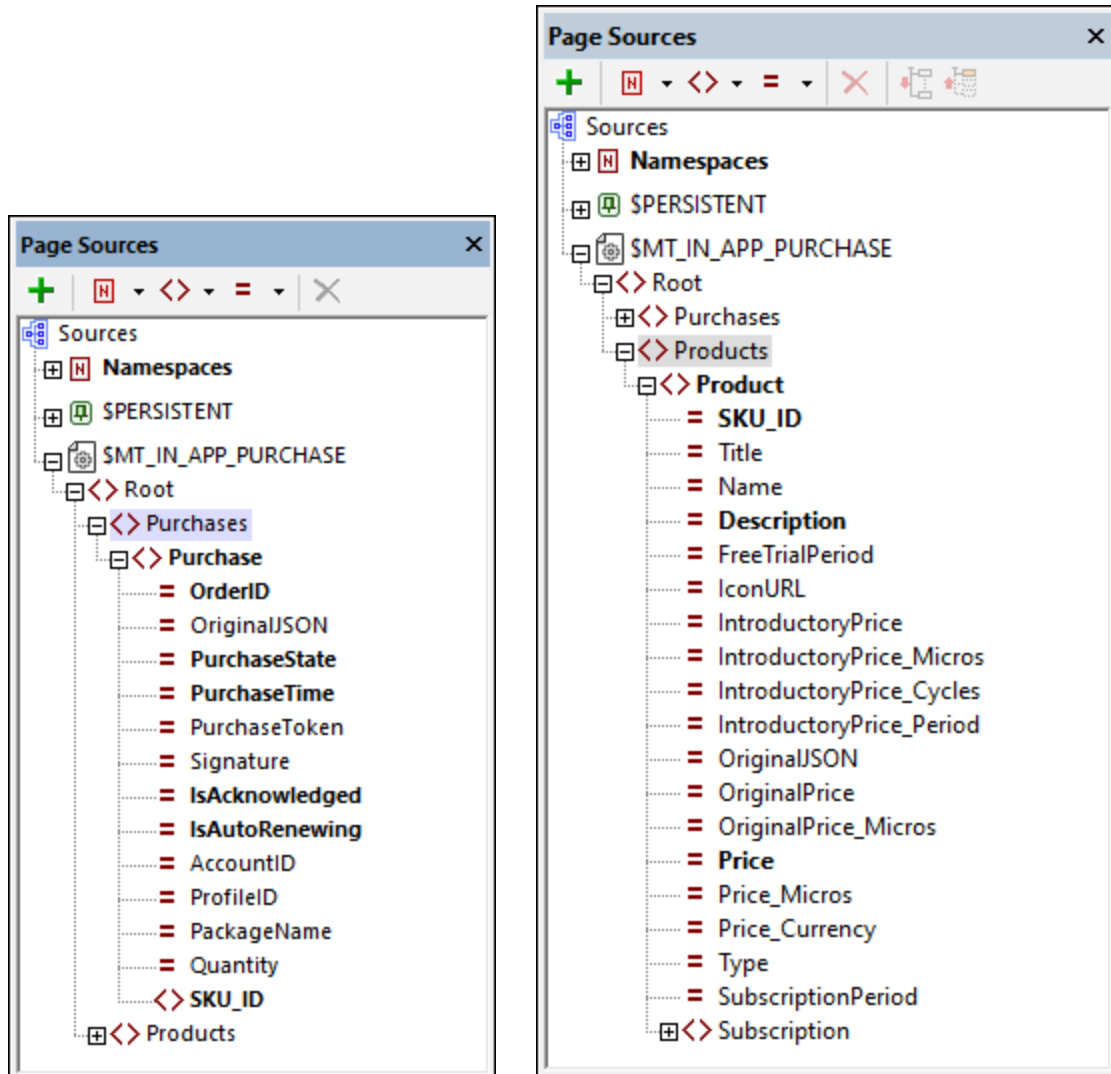 Page Sources
Sources
Namespaces
$PERSISTENT
$MT_IN_APP_PURCHASE
Root
Purchases
Purchase
OrderID
OriginalJSON
PurchaseState
PurchaseTime
PurchaseToken
Signature
IsAcknowledged
IsAutoRenewing
AccountID
ProfileID
PackageName
Quantity
SKU_ID
Products
Page Sources
Sources
Namespaces
$PERSISTENT
$MT_IN_APP_PURCHASE
Root
Purchases
Products
Product
SKU_ID
Title
Name
Description
FreeTrialPeriod
IconURL
IntroductoryPrice
IntroductoryPrice_Micros
IntroductoryPrice_Cycles
IntroductoryPrice_Period
OriginalJSON
OriginalPrice
OriginalPrice_Micros
Price
Price_Micros
Price_Currency
Type
SubscriptionPeriod
Subscription